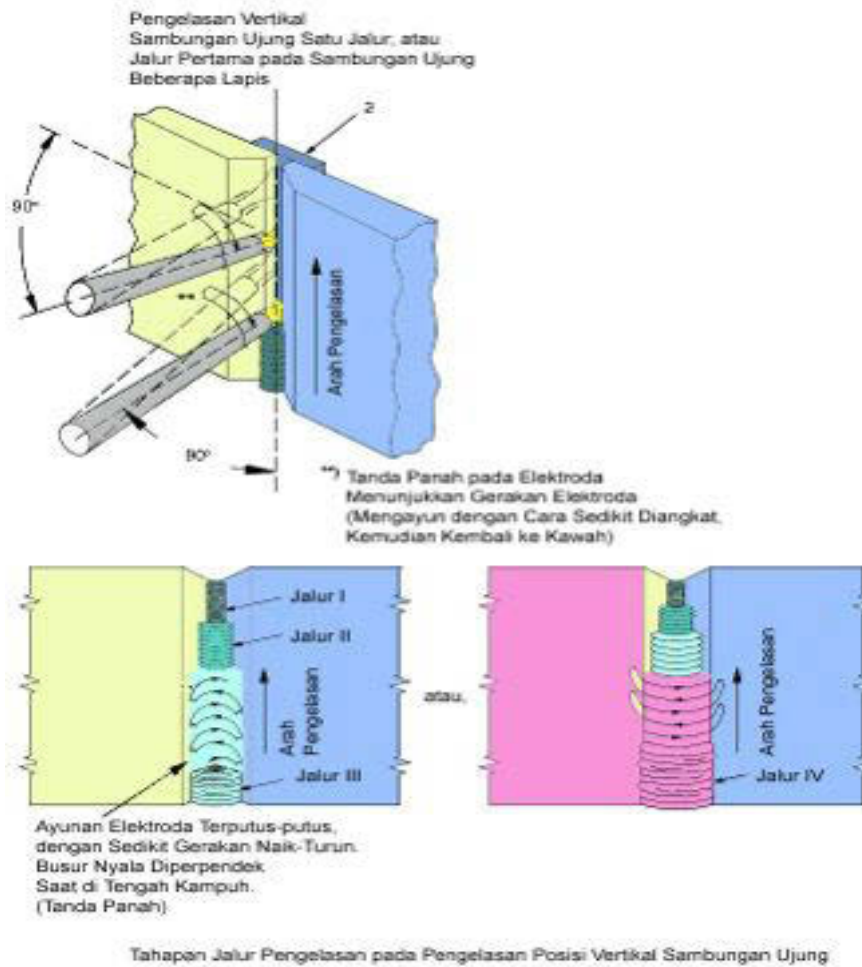 Pengelasan Vertikal
Sambungan Ujung Satu Jalur, atau
Jalur Pertama pada Sambungan Ujung
Beberapa Lapis
2
90°
**
Arah Pengelasan
90°
**) Tanda Panah pada Elektroda
Menunjukkan Gerakan Elektroda
(Mengayun dengan Cara Sedikit Diangkat,
Kemudian Kembali ke Kawah)
Jalur I
Jalur II
Arah
Pengelasan
Jalur III
atau,
Arah Pengelasan
Jalur IV
Ayunan Elektroda Terputus-putus,
dengan Sedikit Gerakan Naik-Turun.
Busur Nyala Diperpendek
Saat di Tengah Kampuh.
(Tanda Panah)
Tahapan Jalur Pengelasan pada Pengelasan Posisi Vertikal Sambungan Ujung